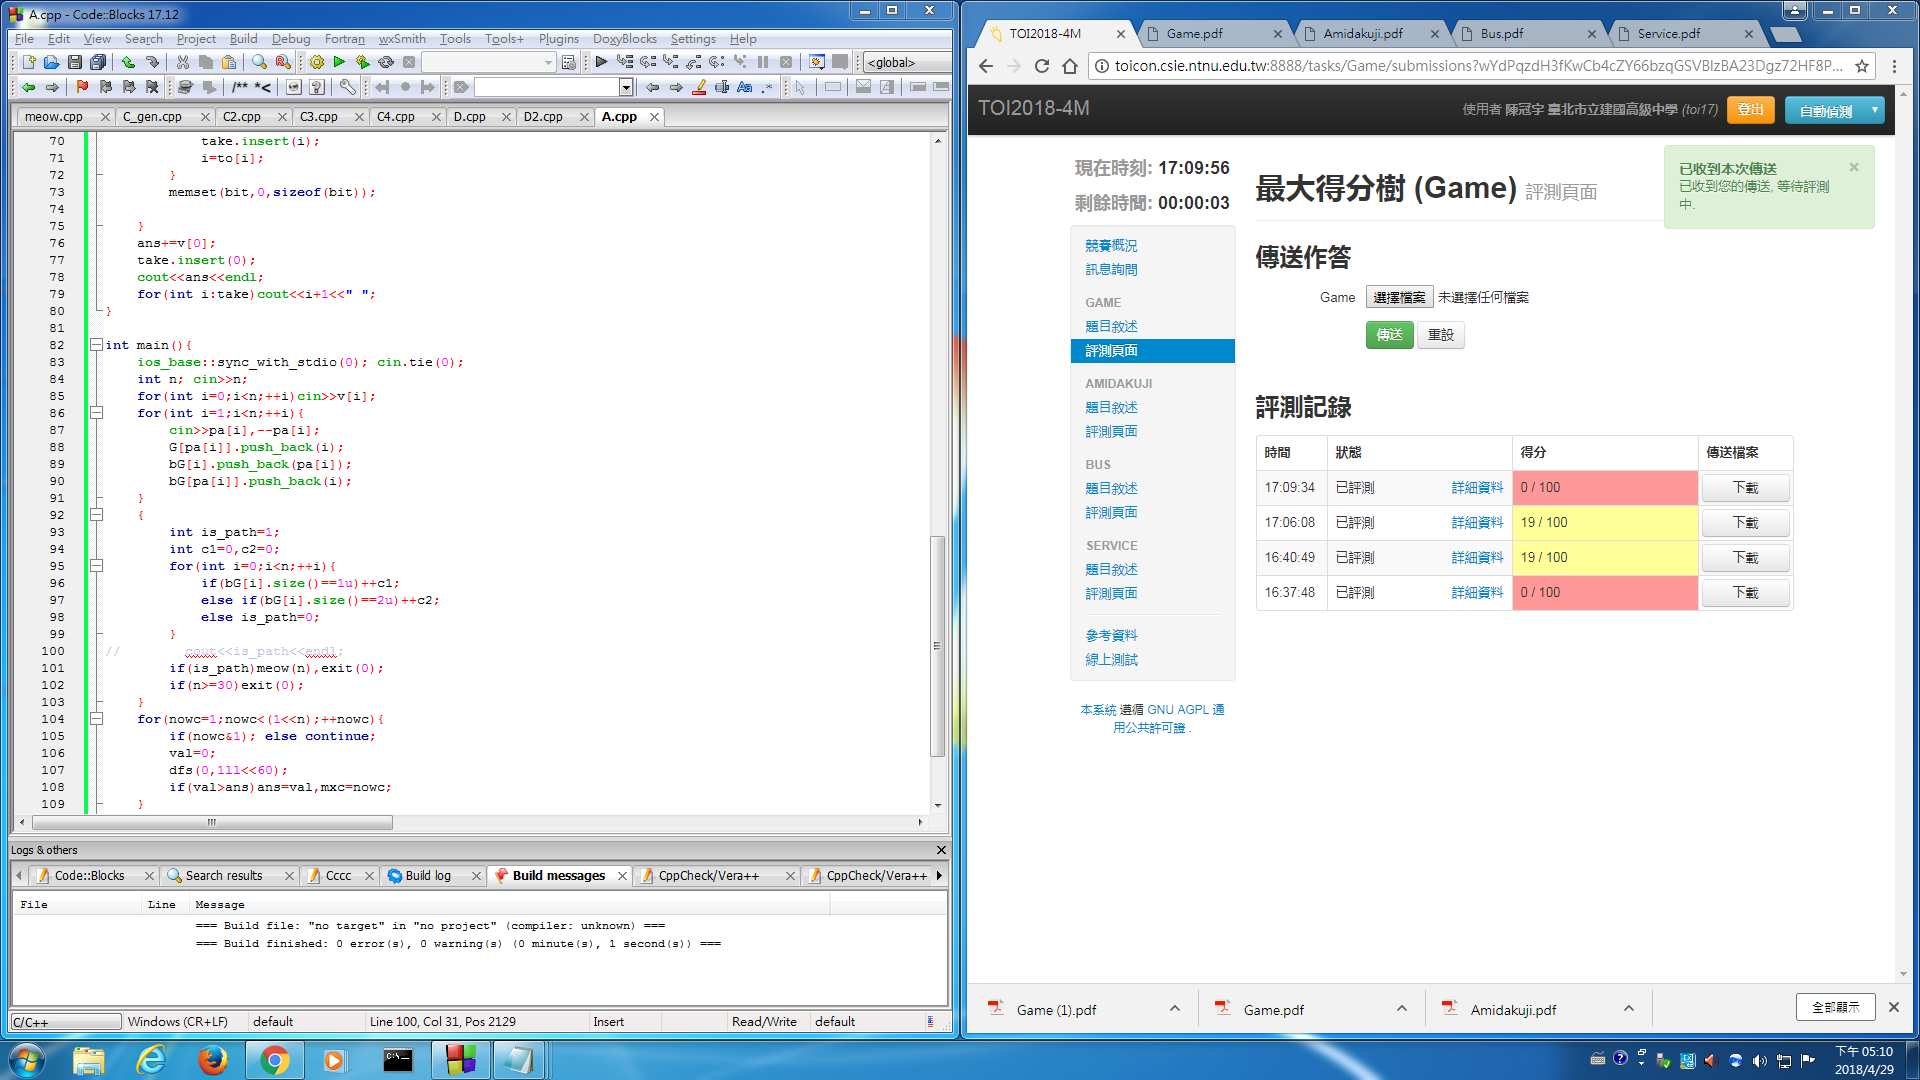 A.cpp - Code::Blocks 17.12
File Edit View Search Project Build Debug Fortran wxSmith Tools Tools+ Plugins DoxyBlocks Settings Help
<global>
/** *<
meow.cpp C_gen.cpp C2.cpp C3.cpp C4.cpp D.cpp D2.cpp A.cpp
70 take.insert(i);
71 i=to[i];
72 }
73 memset(bit,0,sizeof(bit));
74
75 }
76 ans+=v[0];
77 take.insert(0);
78 cout<<ans<<endl;
79 for(int i:take)cout<<i+1<<" ";
80 }
81
82 int main(){
83 ios_base::sync_with_stdio(0); cin.tie(0);
84 int n; cin>>n;
85 for(int i=0;i<n;++i)cin>>v[i];
86 for(int i=1;i<n;++i){
87 cin>>pa[i],--pa[i];
88 G[pa[i]].push_back(i);
89 bG[i].push_back(pa[i]);
90 bG[pa[i]].push_back(i);
91 }
92 {
93 int is_path=1;
94 int c1=0,c2=0;
95 for(int i=0;i<n;++i){
96 if(bG[i].size()==1u)++c1;
97 else if(bG[i].size()==2u)++c2;
98 else is_path=0;
99 }
100 // cout<<is_path<<endl;
101 if(is_path)meow(n),exit(0);
102 if(n>=30)exit(0);
103 }
104 for(nowc=1;nowc<(1<<n);++nowc){
105 if(nowc&1); else continue;
106 val=0;
107 dfs(0,1ll<<60);
108 if(val>ans)ans=val,mxc=nowc;
109 }
Logs & others
Code::Blocks Search results Cccc Build log Build messages CppCheck/Vera++ CppCheck/Vera++
File Line Message
=== Build file: "no target" in "no project" (compiler: unknown) ===
=== Build finished: 0 error(s), 0 warning(s) (0 minute(s), 1 second(s)) ===
C/C++ Windows (CR+LF) default Line 100, Col 31, Pos 2129 Insert Read/Write default
TOI2018-4M Game.pdf Amidakuji.pdf Bus.pdf Service.pdf
toicon.csie.ntnu.edu.tw:8888/tasks/Game/submissions?wYdPqzdH3fKwCb4cZY66bzqGSVBIzBA23Dgz72HF8P...
TOI2018-4M 使用者 陳冠宇 臺北市立建國高級中學 (toi17) 登出 自動偵測
現在時刻: 17:09:56
剩餘時間: 00:00:03
競賽概況
訊息詢問
GAME
題目敘述
評測頁面
AMIDAKUJI
題目敘述
評測頁面
BUS
題目敘述
評測頁面
SERVICE
題目敘述
評測頁面
參考資料
線上測試
本系統 遵循 GNU AGPL 通
用公共許可證 .
最大得分樹 (Game) 評測頁面
已收到本次傳送
已收到您的傳送, 等待評測
中.
傳送作答
Game 選擇檔案 未選擇任何檔案
傳送 重設
評測記錄
時間 狀態 得分 傳送檔案
17:09:34 已評測 詳細資料 0 / 100 下載
17:06:08 已評測 詳細資料 19 / 100 下載
16:40:49 已評測 詳細資料 19 / 100 下載
16:37:48 已評測 詳細資料 0 / 100 下載
Game (1).pdf Game.pdf Amidakuji.pdf 全部顯示
下午 05:10
2018/4/29